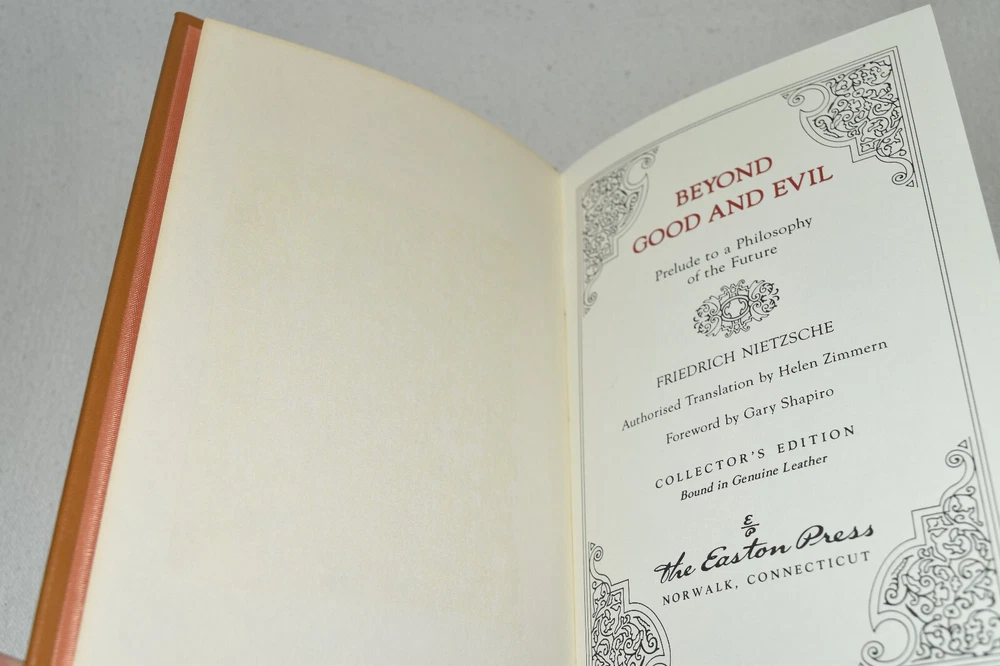 BEYOND
GOOD AND EVIL
Prelude to a Philosophy
of the Future
FRIEDRICH NIETZSCHE
Authorised Translation by Helen Zimmern
Foreword by Gary Shapiro
COLLECTOR'S EDITION
Bound in Genuine Leather
E
P
the Easton Press
NORWALK, CONNECTICUT